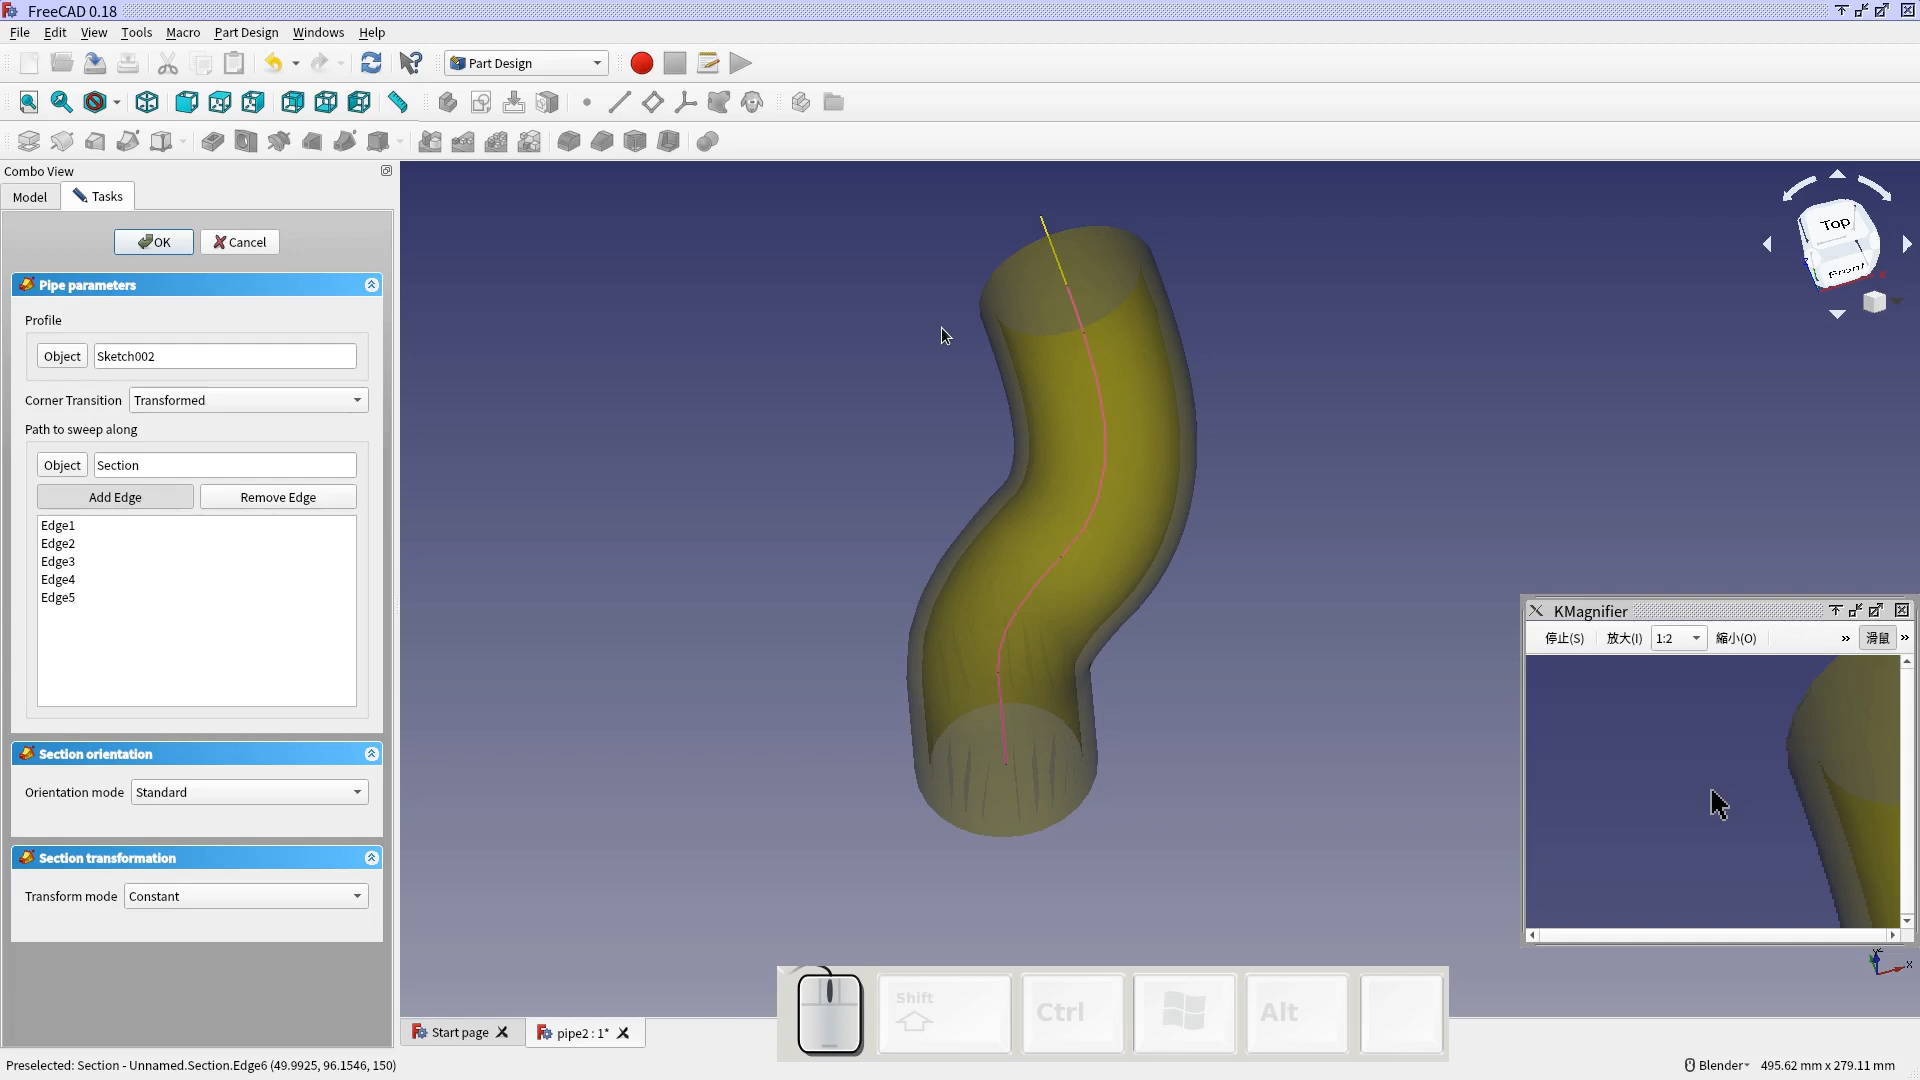 FreeCAD 0.18
File Edit View Tools Macro Part Design Windows Help
Part Design
Combo View
Model Tasks
OK Cancel
Pipe parameters
Profile
Object Sketch002
Corner Transition Transformed
Path to sweep along
Object Section
Add Edge Remove Edge
Edge1
Edge2
Edge3
Edge4
Edge5
Section orientation
Orientation mode Standard
Section transformation
Transform mode Constant
Top
Front
KMagnifier
停止(S) 放大(I) 1:2 縮小(O) » 滑鼠 »
Shift Ctrl Alt
Start page pipe2 : 1*
Preselected: Section - Unnamed.Section.Edge6 (49.9925, 96.1546, 150)
Blender 495.62 mm x 279.11 mm